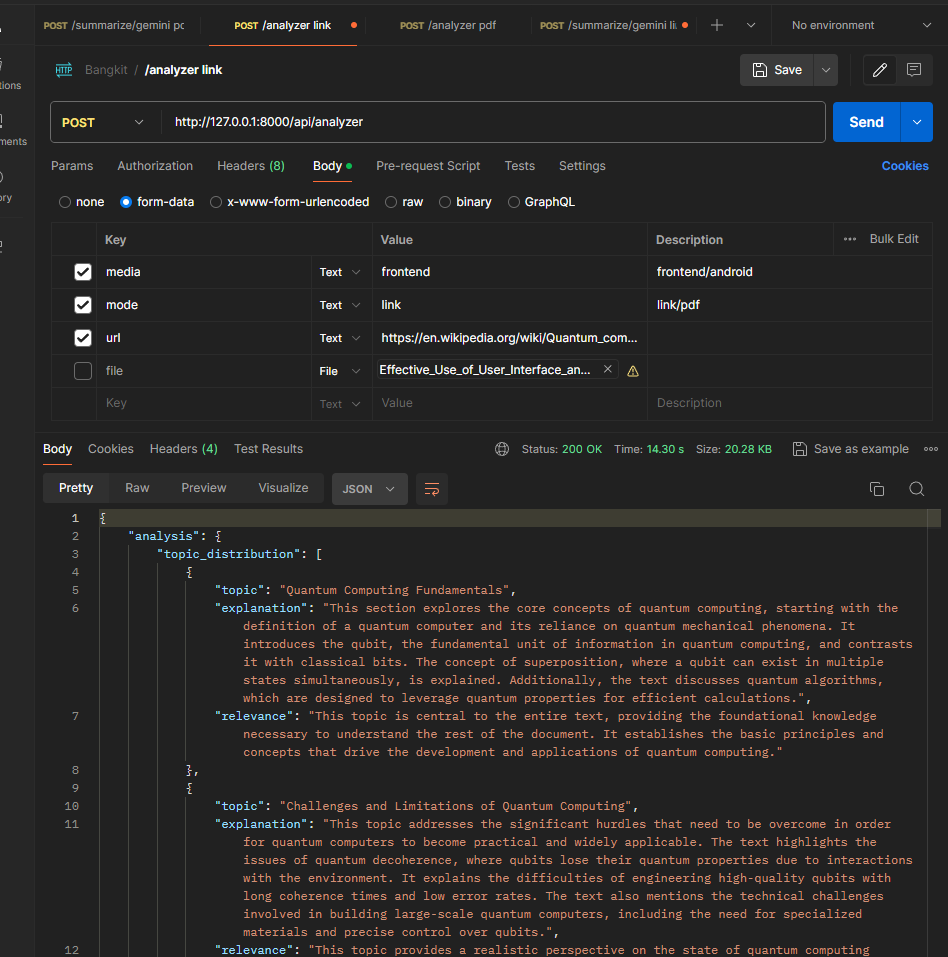 POST /summarize/gemini pc
POST /analyzer link
POST /analyzer pdf
POST /summarize/gemini li
No environment
HTTP Bangkit / /analyzer link
Save
tions
POST http://127.0.0.1:8000/api/analyzer Send
ments
Params Authorization Headers (8) Body Pre-request Script Tests Settings Cookies
ory
none form-data x-www-form-urlencoded raw binary GraphQL
Key Value Description ••• Bulk Edit
media Text frontend frontend/android
mode Text link link/pdf
url Text https://en.wikipedia.org/wiki/Quantum_com...
file File Effective_Use_of_User_Interface_an...
Key Text Value Description
Body Cookies Headers (4) Test Results Status: 200 OK Time: 14.30 s Size: 20.28 KB Save as example
Pretty Raw Preview Visualize JSON
1 {
2 "analysis": {
3 "topic_distribution": [
4 {
5 "topic": "Quantum Computing Fundamentals",
6 "explanation": "This section explores the core concepts of quantum computing, starting with the
definition of a quantum computer and its reliance on quantum mechanical phenomena. It
introduces the qubit, the fundamental unit of information in quantum computing, and contrasts
it with classical bits. The concept of superposition, where a qubit can exist in multiple
states simultaneously, is explained. Additionally, the text discusses quantum algorithms,
which are designed to leverage quantum properties for efficient calculations.",
7 "relevance": "This topic is central to the entire text, providing the foundational knowledge
necessary to understand the rest of the document. It establishes the basic principles and
concepts that drive the development and applications of quantum computing."
8 },
9 {
10 "topic": "Challenges and Limitations of Quantum Computing",
11 "explanation": "This topic addresses the significant hurdles that need to be overcome in order
for quantum computers to become practical and widely applicable. The text highlights the
issues of quantum decoherence, where qubits lose their quantum properties due to interactions
with the environment. It explains the difficulties of engineering high-quality qubits with
long coherence times and low error rates. The text also mentions the technical challenges
involved in building large-scale quantum computers, including the need for specialized
materials and precise control over qubits.",
12 "relevance": "This topic provides a realistic perspective on the state of quantum computing